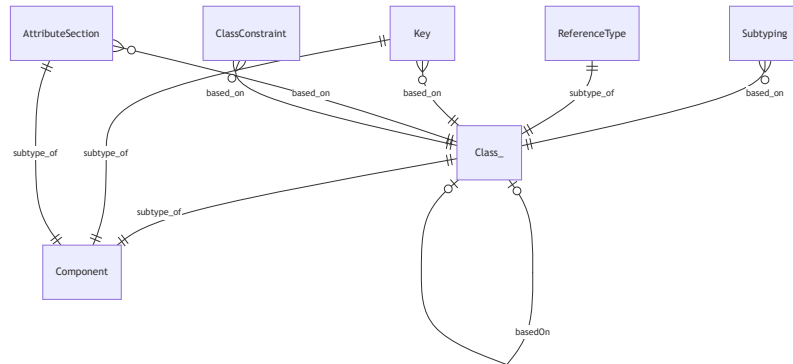 AttributeSection
ClassConstraint
Key
ReferenceType
Subtyping
based_on
based_on
based_on
subtype_of
based_on
subtype_of
subtype_of
Class_
subtype_of
Component
basedOn